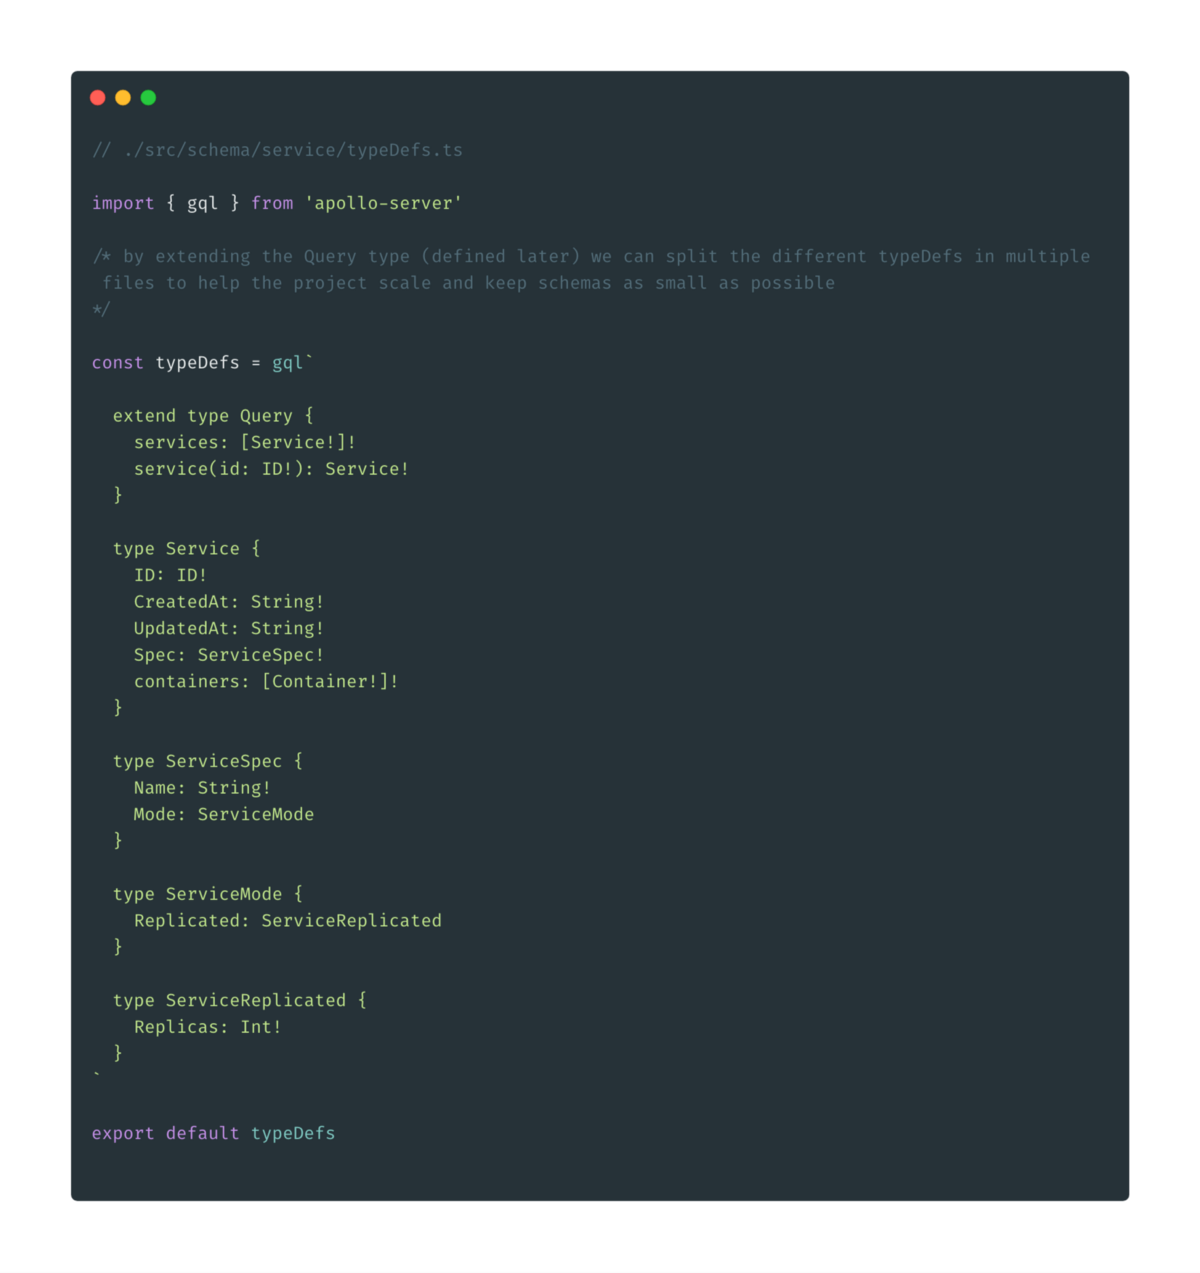 // ./src/schema/service/typeDefs.ts
import { gql } from 'apollo-server'
/* by extending the Query type (defined later) we can split the different typeDefs in multiple
files to help the project scale and keep schemas as small as possible
*/
const typeDefs = gql`
extend type Query {
services: [Service!]!
service(id: ID!): Service!
}
type Service {
ID: ID!
CreatedAt: String!
UpdatedAt: String!
Spec: ServiceSpec!
containers: [Container!]!
}
type ServiceSpec {
Name: String!
Mode: ServiceMode
}
type ServiceMode {
Replicated: ServiceReplicated
}
type ServiceReplicated {
Replicas: Int!
}
`
export default typeDefs